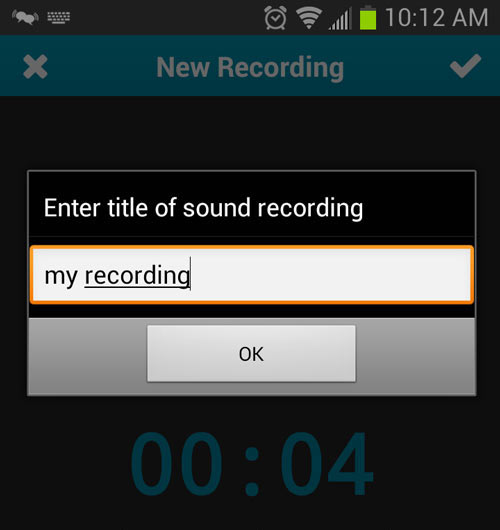 10:12 AM
New Recording
Enter title of sound recording
my recording
OK
00:04